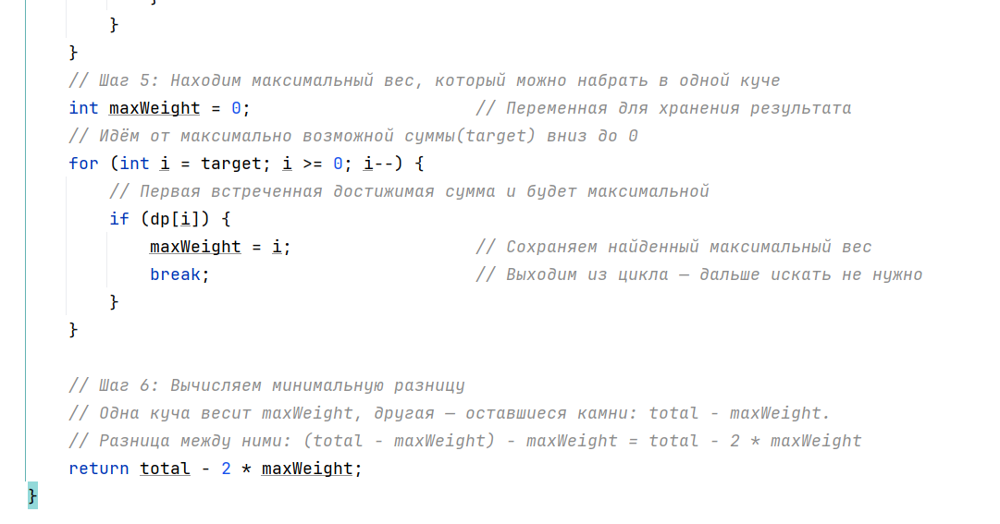 }
}
// Шаг 5: Находим максимальный вес, который можно набрать в одной куче
int maxWeight = 0; // Переменная для хранения результата
// Идём от максимально возможной суммы(target) вниз до 0
for (int i = target; i >= 0; i--) {
// Первая встреченная достижимая сумма и будет максимальной
if (dp[i]) {
maxWeight = i; // Сохраняем найденный максимальный вес
break; // Выходим из цикла — дальше искать не нужно
}
}
// Шаг 6: Вычисляем минимальную разницу
// Одна куча весит maxWeight, другая — оставшиеся камни: total - maxWeight.
// Разница между ними: (total - maxWeight) - maxWeight = total - 2 * maxWeight
return total - 2 * maxWeight;
}